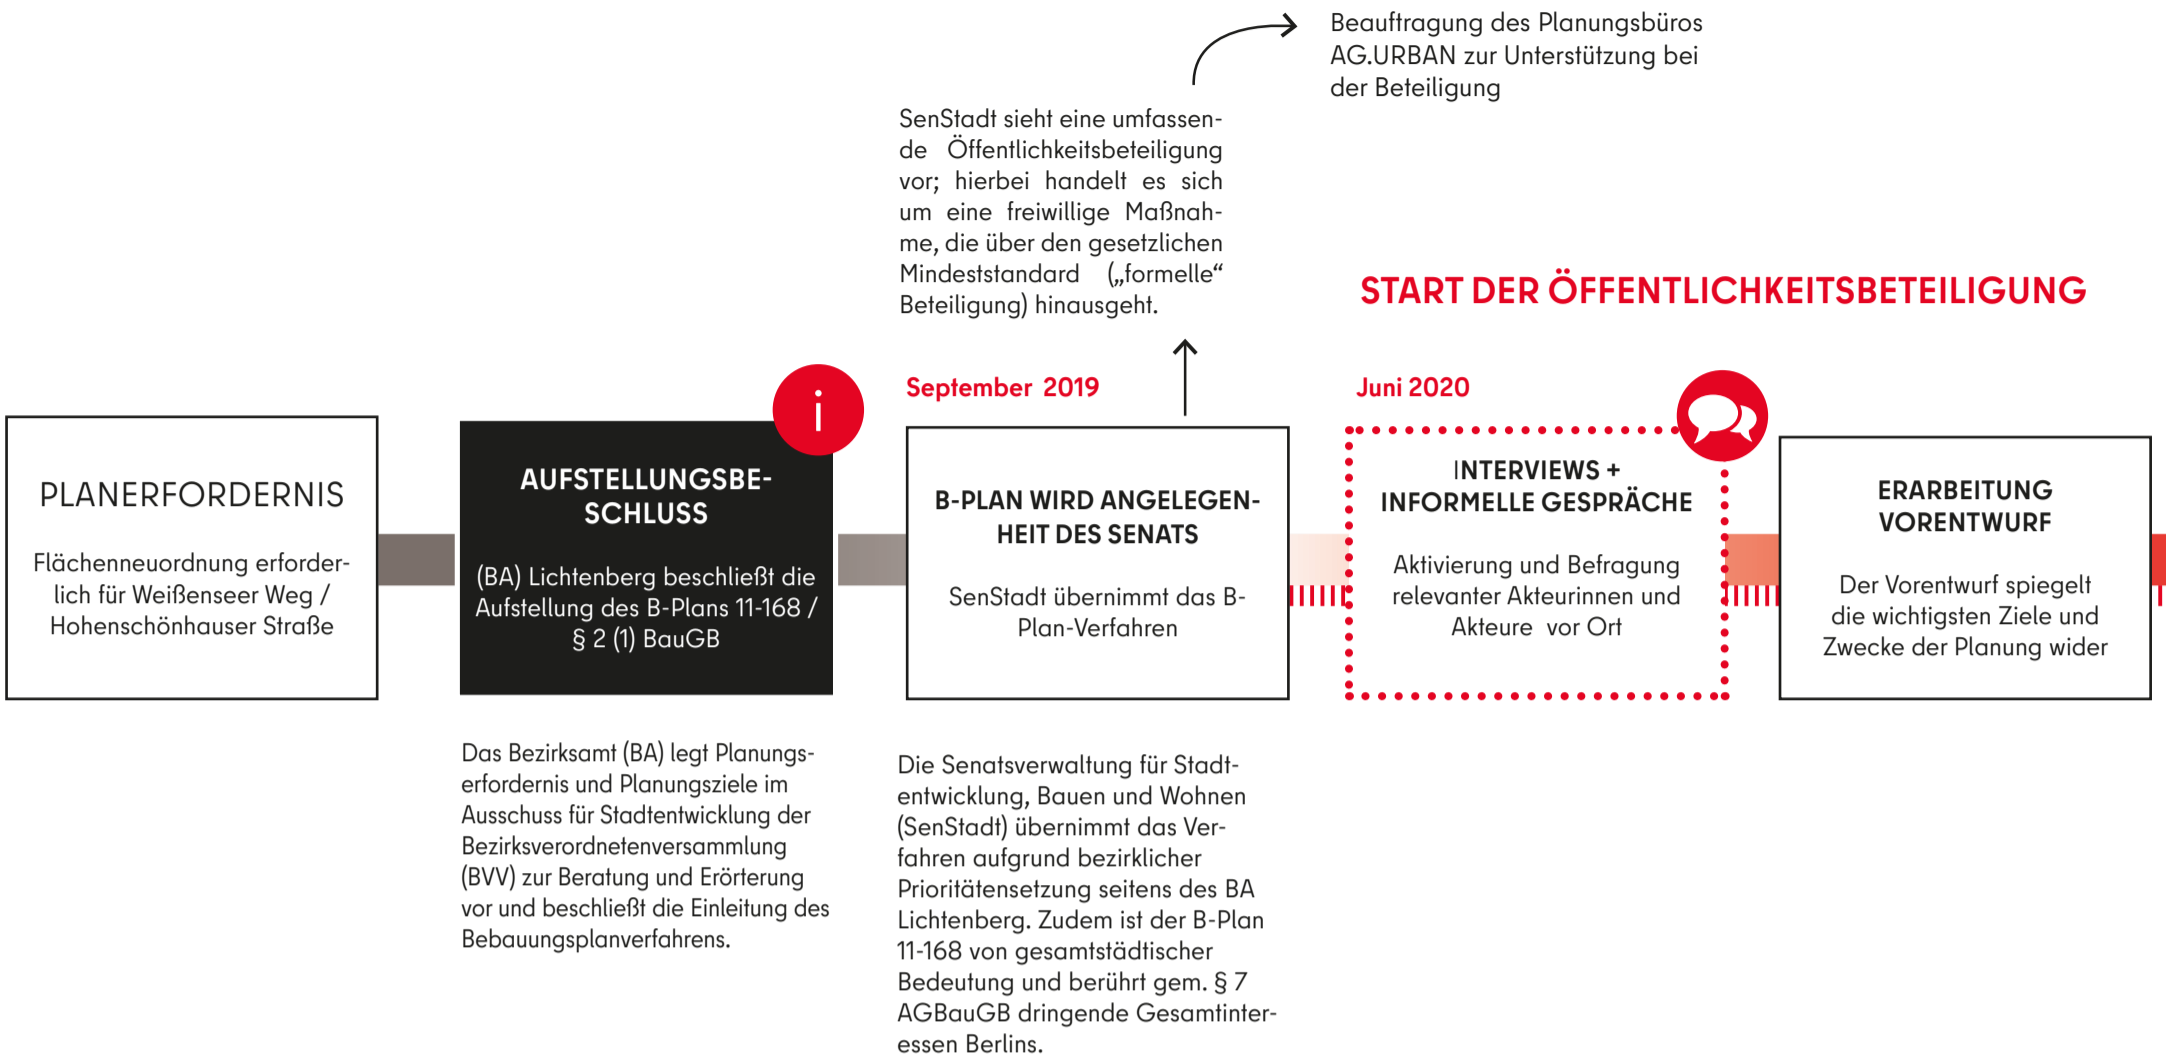 Beauftragung des Planungsbüros
AG.URBAN zur Unterstützung bei
der Beteiligung
SenStadt sieht eine umfassen-
de Öffentlichkeitsbeteiligung
vor; hierbei handelt es sich
um eine freiwillige Maßnah-
me, die über den gesetzlichen
Mindeststandard („formelle“
Beteiligung) hinausgeht.
START DER ÖFFENTLICHKEITSBETEILIGUNG
PLANERFORDERNIS
Flächenneuordnung erforder-
lich für Weißenseer Weg /
Hohenschönhauser Straße
i
AUFSTELLUNGSBE-
SCHLUSS
(BA) Lichtenberg beschließt die
Aufstellung des B-Plans 11-168 /
§ 2 (1) BauGB
Das Bezirksamt (BA) legt Planungs-
erfordernis und Planungsziele im
Ausschuss für Stadtentwicklung der
Bezirksverordnetenversammlung
(BVV) zur Beratung und Erörterung
vor und beschließt die Einleitung des
Bebauungsplanverfahrens.
September 2019
B-PLAN WIRD ANGELEGEN-
HEIT DES SENATS
SenStadt übernimmt das B-
Plan-Verfahren
Die Senatsverwaltung für Stadt-
entwicklung, Bauen und Wohnen
(SenStadt) übernimmt das Ver-
fahren aufgrund bezirklicher
Prioritätensetzung seitens des BA
Lichtenberg. Zudem ist der B-Plan
11-168 von gesamtstädtischer
Bedeutung und berührt gem. § 7
AGBauGB dringende Gesamtinter-
essen Berlins.
Juni 2020
INTERVIEWS +
INFORMELLE GESPRÄCHE
Aktivierung und Befragung
relevanter Akteurinnen und
Akteure vor Ort
ERARBEITUNG
VORENTWURF
Der Vorentwurf spiegelt
die wichtigsten Ziele und
Zwecke der Planung wider